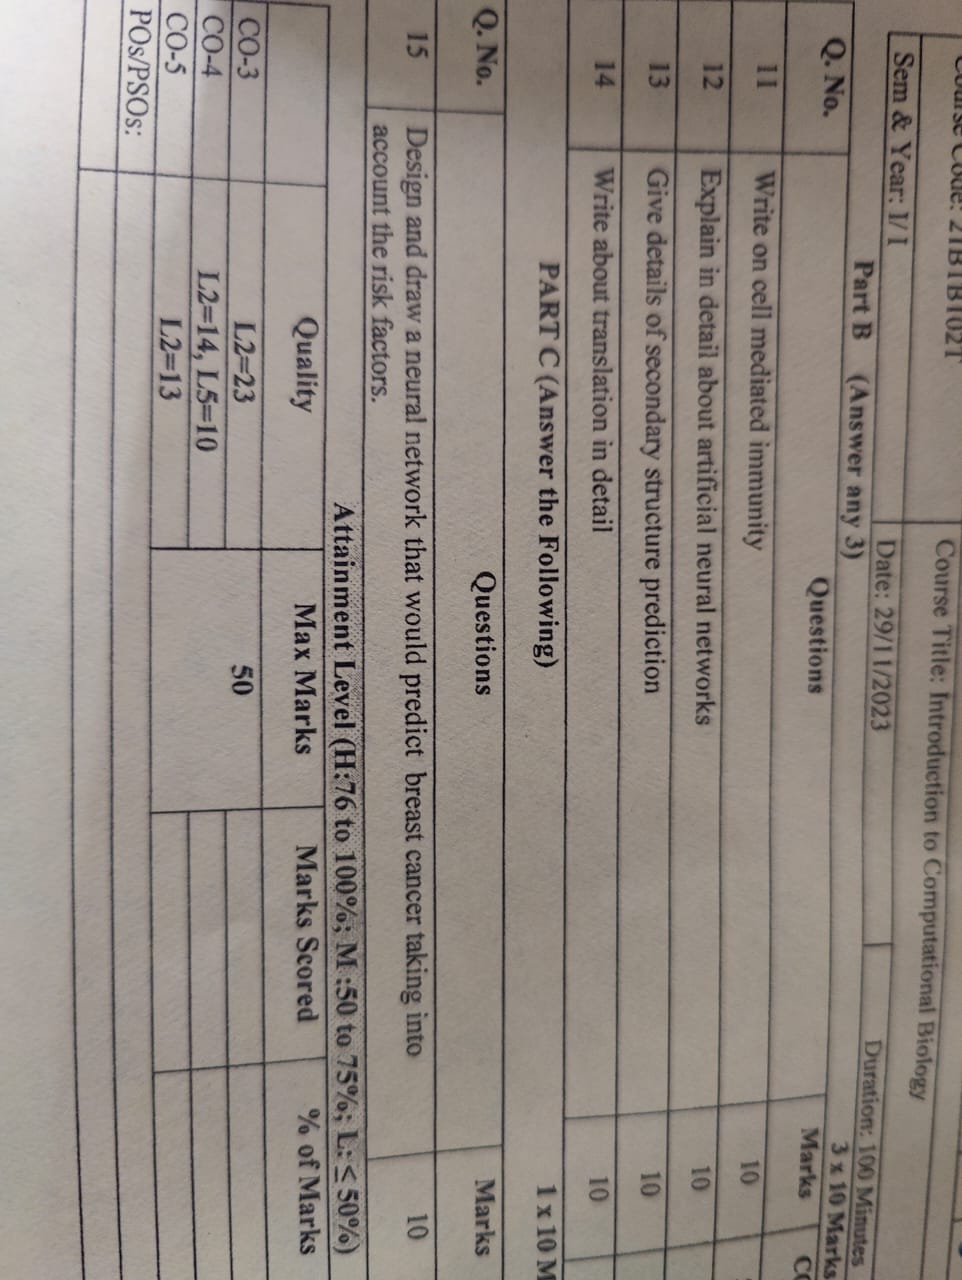 Course Code: 21BTB102T
Course Title: Introduction to Computational Biology
Sem & Year: I/ I
Date: 29/11/2023
Duration: 100 Minutes
Part B (Answer any 3)
3 x 10 Marks
Q. No.
Questions
Marks
11
Write on cell mediated immunity
10
12
Explain in detail about artificial neural networks
10
13
Give details of secondary structure prediction
10
14
Write about translation in detail
10
PART C (Answer the Following)
1 x 10 M
Q. No.
Questions
Marks
15
Design and draw a neural network that would predict breast cancer taking into
account the risk factors.
10
Attainment Level (H:76 to 100%; M :50 to 75%; L: ≤ 50%)
Quality
Max Marks
Marks Scored
% of Marks
CO-3
L2=23
50
CO-4
L2=14, L5=10
CO-5
L2=13
POs/PSOs: